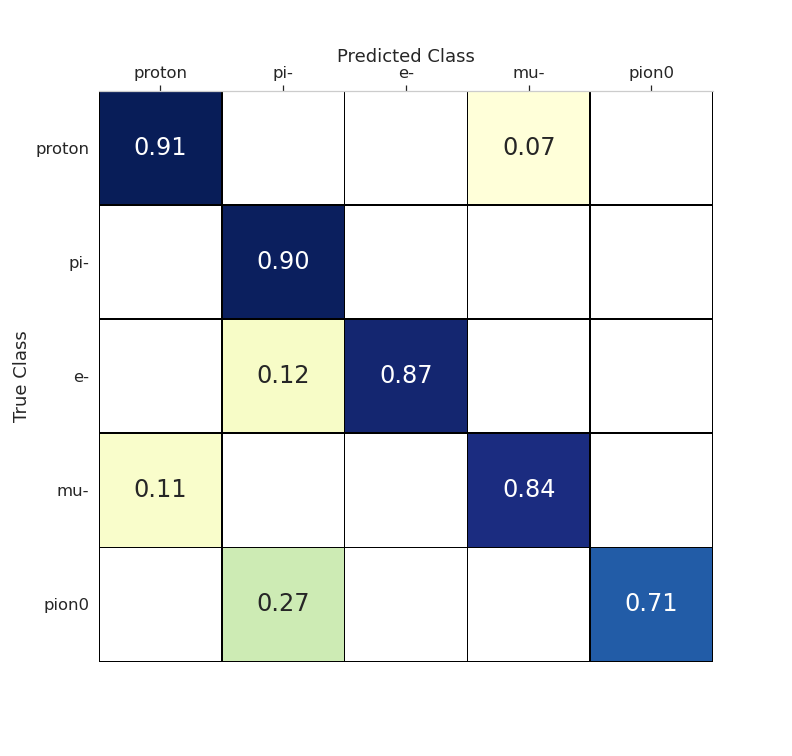 Predicted Class
proton pi- e- mu- pion0
proton 0.91 0.07
pi- 0.90
e- 0.12 0.87
True Class
mu- 0.11 0.84
pion0 0.27 0.71